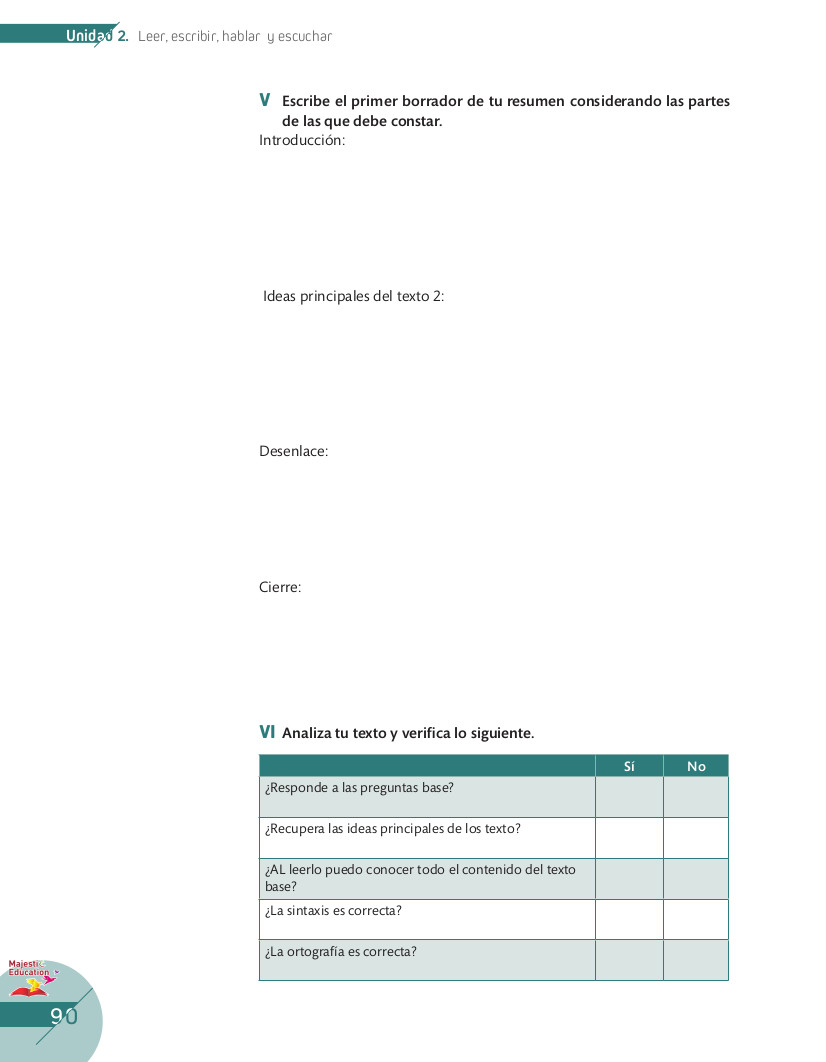 Unidad 2. Leer, escribir, hablar y escuchar
V Escribe el primer borrador de tu resumen considerando las partes
de las que debe constar.
Introducción:
Ideas principales del texto 2:
Desenlace:
Cierre:
VI Analiza tu texto y verifica lo siguiente.
Sí No
¿Responde a las preguntas base?
¿Recupera las ideas principales de los texto?
¿AL leerlo puedo conocer todo el contenido del texto
base?
¿La sintaxis es correcta?
¿La ortografía es correcta?
Majestic
Education
90